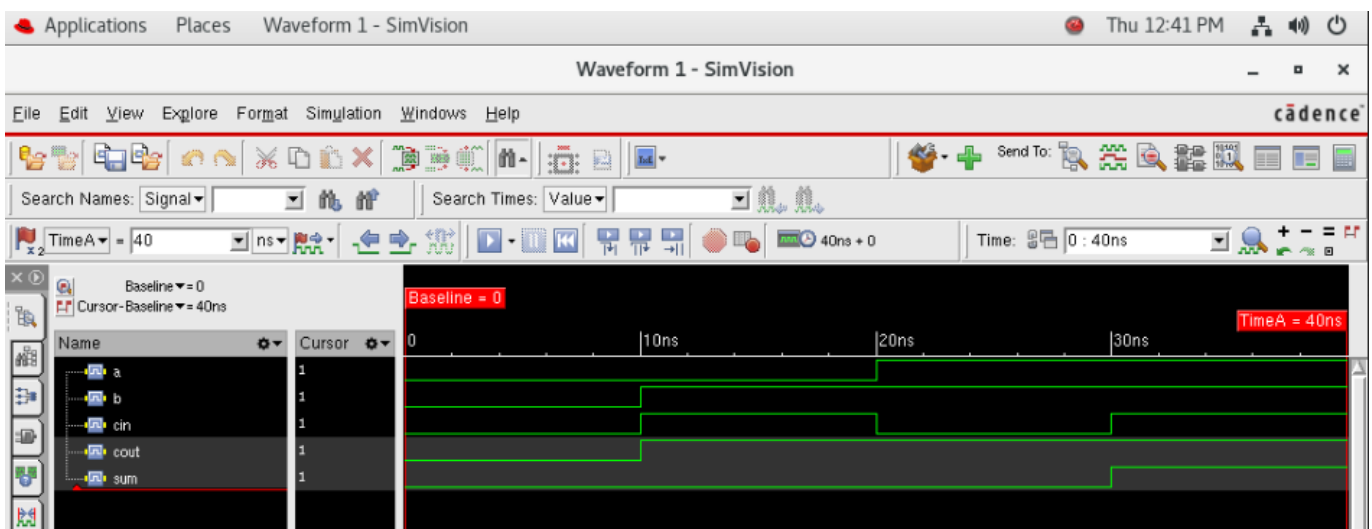 Applications Places Waveform 1 - SimVision Thu 12:41 PM
Waveform 1 - SimVision
File Edit View Explore Format Simulation Windows Help cādence
Send To:
Search Names: Signal Search Times: Value
x2 TimeA = 40 ns 40ns + 0 Time: 0 : 40ns
Baseline = 0
Cursor-Baseline = 40ns
Baseline = 0
TimeA = 40ns
Name Cursor 0 10ns 20ns 30ns
a 1
b 1
cin 1
cout 1
sum 1